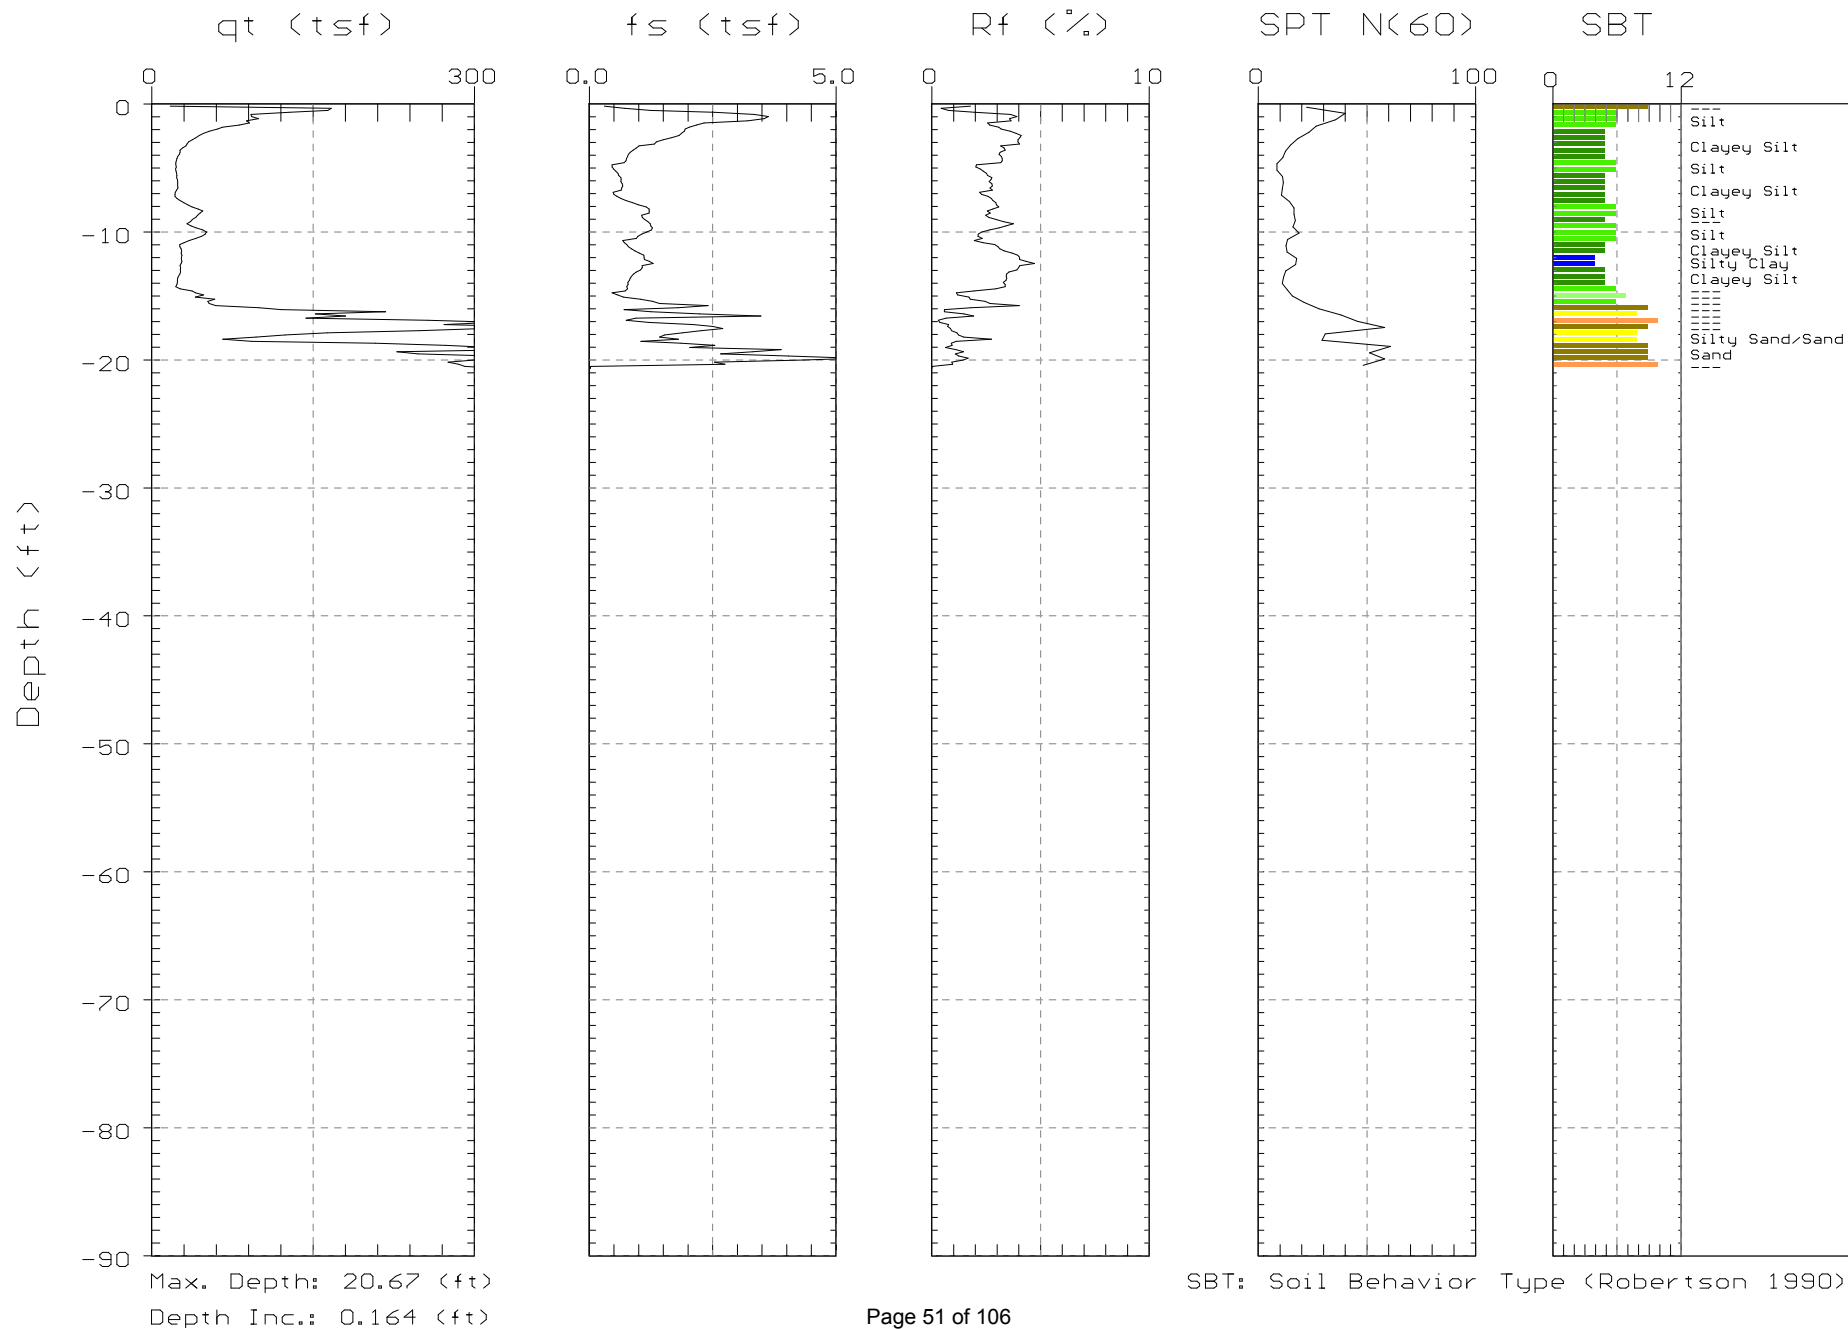 qt (tsf) fs (tsf) Rf (%) SPT N(60) SBT
0 300 0.0 5.0 0 10 0 100 0 12
0
-10
-20
-30
-40
-50
-60
-70
-80
-90
Depth (ft)
---
Silt
Clayey Silt
Silt
Clayey Silt
Silt
---
Silt
Clayey Silt
Silty Clay
Clayey Silt
---
---
---
---
---
---
---
Silty Sand/Sand
Sand
---
Max. Depth: 20.67 (ft)
Depth Inc.: 0.164 (ft)
SBT: Soil Behavior Type (Robertson 1990)
Page 51 of 106